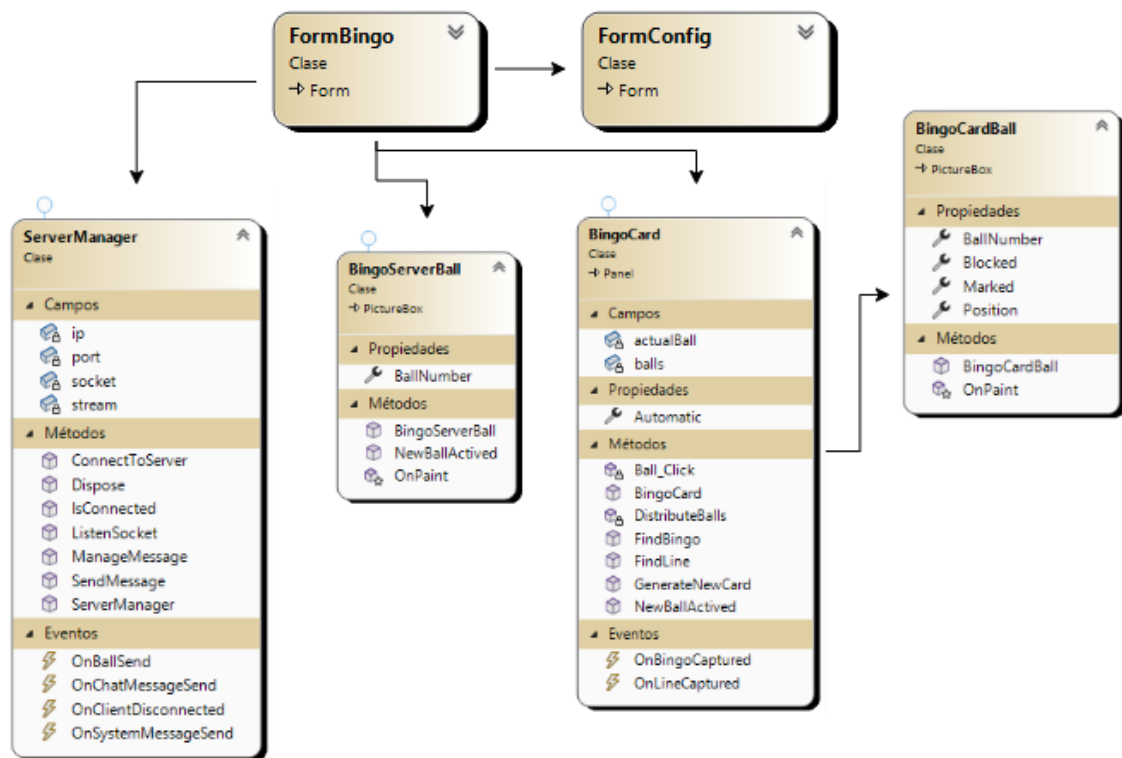 FormBingo
Clase
Form
FormConfig
Clase
Form
ServerManager
Clase
Campos
ip
port
socket
stream
Métodos
ConnectToServer
Dispose
IsConnected
ListenSocket
ManageMessage
SendMessage
ServerManager
Eventos
OnBallSend
OnChatMessageSend
OnClientDisconnected
OnSystemMessageSend
BingoServerBall
Clase
PictureBox
Propiedades
BallNumber
Métodos
BingoServerBall
NewBallActived
OnPaint
BingoCard
Clase
Panel
Campos
actualBall
balls
Propiedades
Automatic
Métodos
Ball_Click
BingoCard
DistributeBalls
FindBingo
FindLine
GenerateNewCard
NewBallActived
Eventos
OnBingoCaptured
OnLineCaptured
BingoCardBall
Clase
PictureBox
Propiedades
BallNumber
Blocked
Marked
Position
Métodos
BingoCardBall
OnPaint